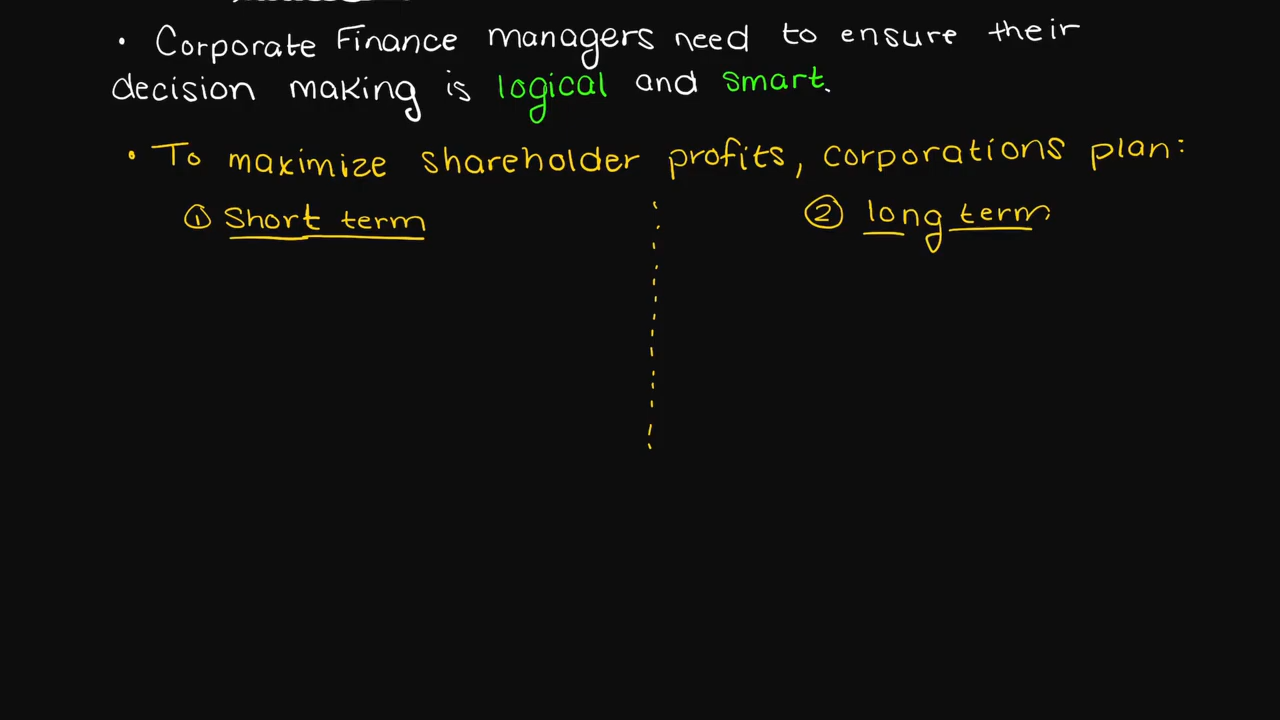 • Corporate Finance managers need to ensure their
decision making is logical and smart.
• To maximize shareholder profits, corporations plan:
① Short term
② long term